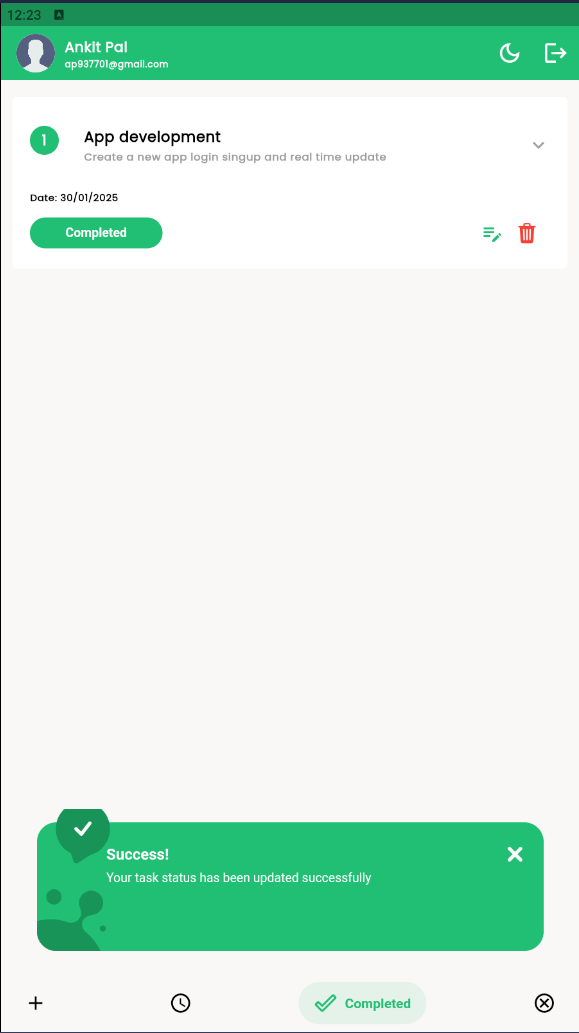 12:23 A
Ankit Pal
ap937701@gmail.com
1 App development
Create a new app login singup and real time update
Date: 30/01/2025
Completed
Success!
Your task status has been updated successfully
Completed